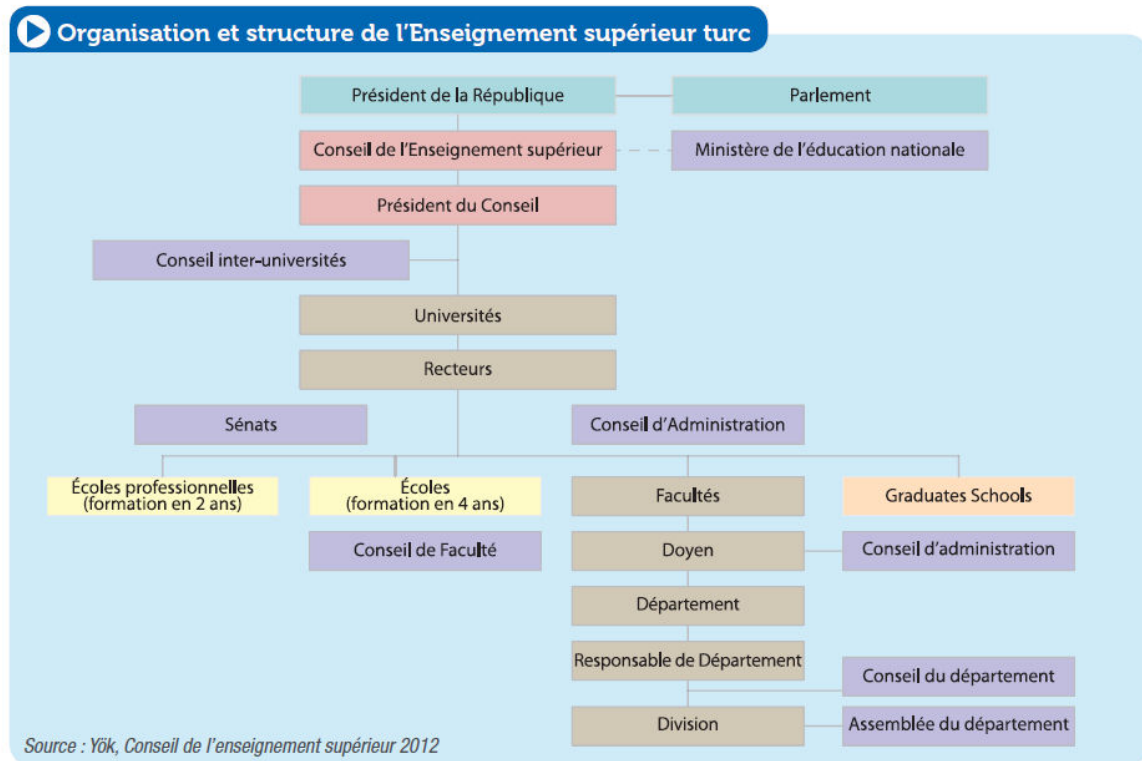 Organisation et structure de l'Enseignement supérieur turc
Président de la République
Parlement
Conseil de l'Enseignement supérieur
Ministère de l'éducation nationale
Président du Conseil
Conseil inter-universités
Universités
Recteurs
Sénats
Conseil d'Administration
Écoles professionnelles
(formation en 2 ans)
Écoles
(formation en 4 ans)
Facultés
Graduates Schools
Conseil de Faculté
Doyen
Conseil d'administration
Département
Responsable de Département
Conseil du département
Division
Assemblée du département
Source : Yök, Conseil de l'enseignement supérieur 2012